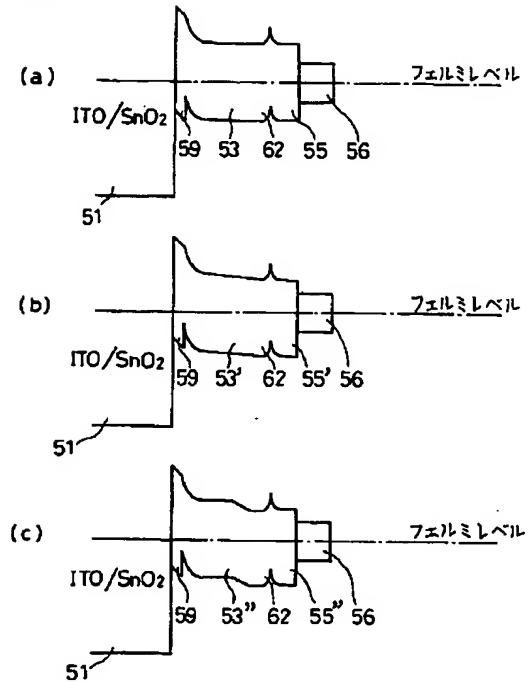 (a)
フェルミレベル
ITO/SnO₂
59 53 62 55 56
51
(b)
フェルミレベル
ITO/SnO₂
59 53' 62 55' 56
51
(c)
フェルミレベル
ITO/SnO₂
59 53" 62 55" 56
51